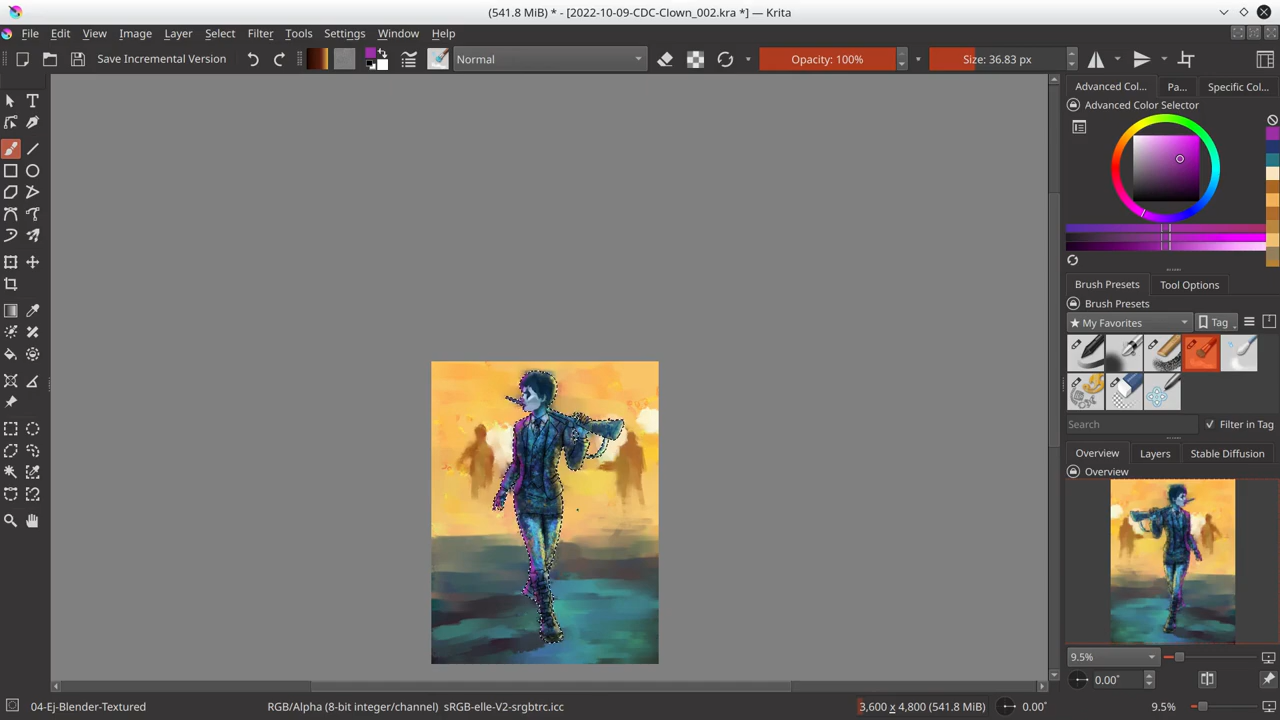 (541.8 MiB) * - [2022-10-09-CDC-Clown_002.kra *] — Krita
File Edit View Image Layer Select Filter Tools Settings Window Help
Save Incremental Version Normal Opacity: 100% Size: 36.83 px
Advanced Col... Pa... Specific Col...
Advanced Color Selector
Brush Presets Tool Options
Brush Presets
★ My Favorites Tag
Search Filter in Tag
Overview Layers Stable Diffusion
Overview
9.5%
0.00°
04-Ej-Blender-Textured RGB/Alpha (8-bit integer/channel) sRGB-elle-V2-srgbtrc.icc 3,600 x 4,800 (541.8 MiB) 0.00° 9.5%